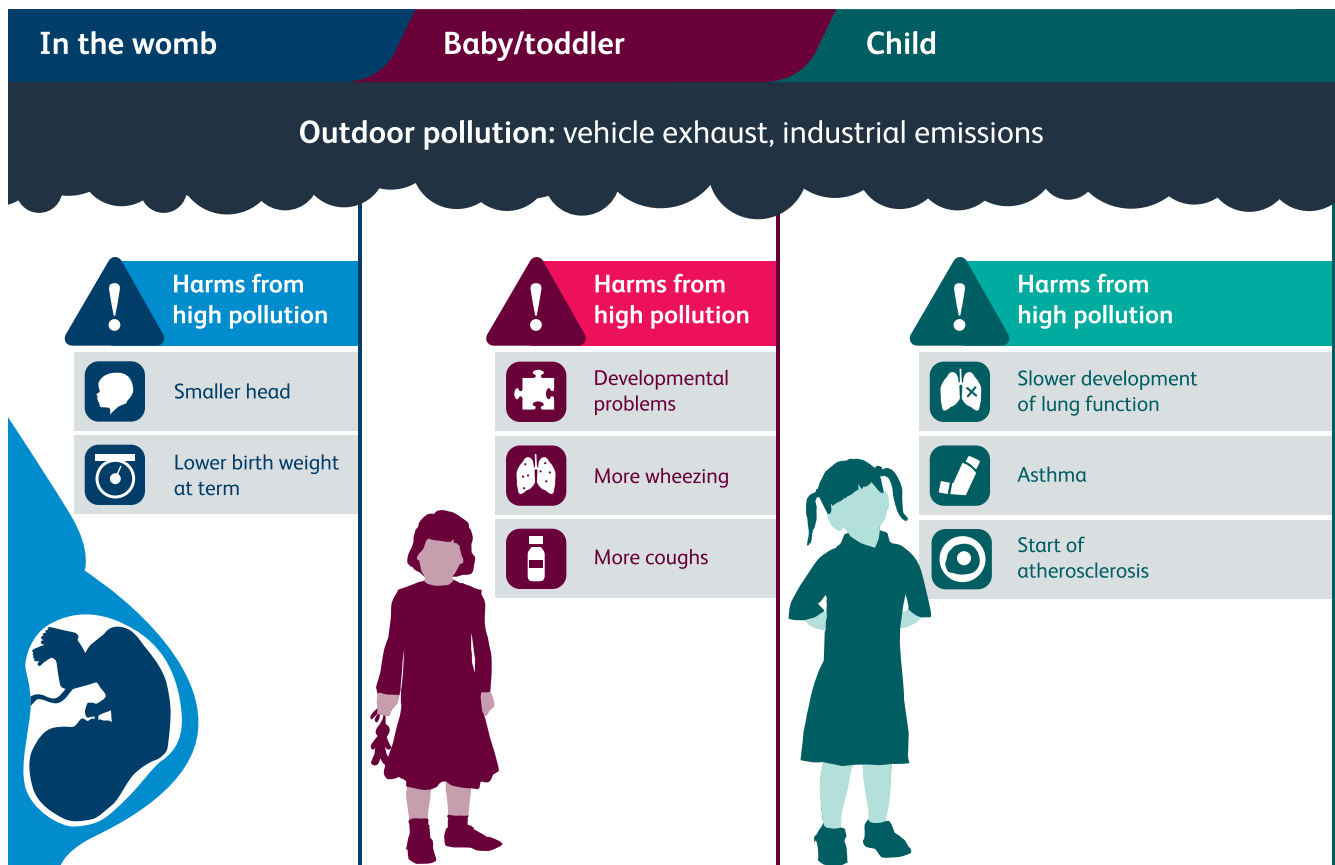 In the womb
Baby/toddler
Child
Outdoor pollution: vehicle exhaust, industrial emissions
Harms from
high pollution
Smaller head
Lower birth weight
at term
Harms from
high pollution
Developmental
problems
More wheezing
More coughs
Harms from
high pollution
Slower development
of lung function
Asthma
Start of
atherosclerosis